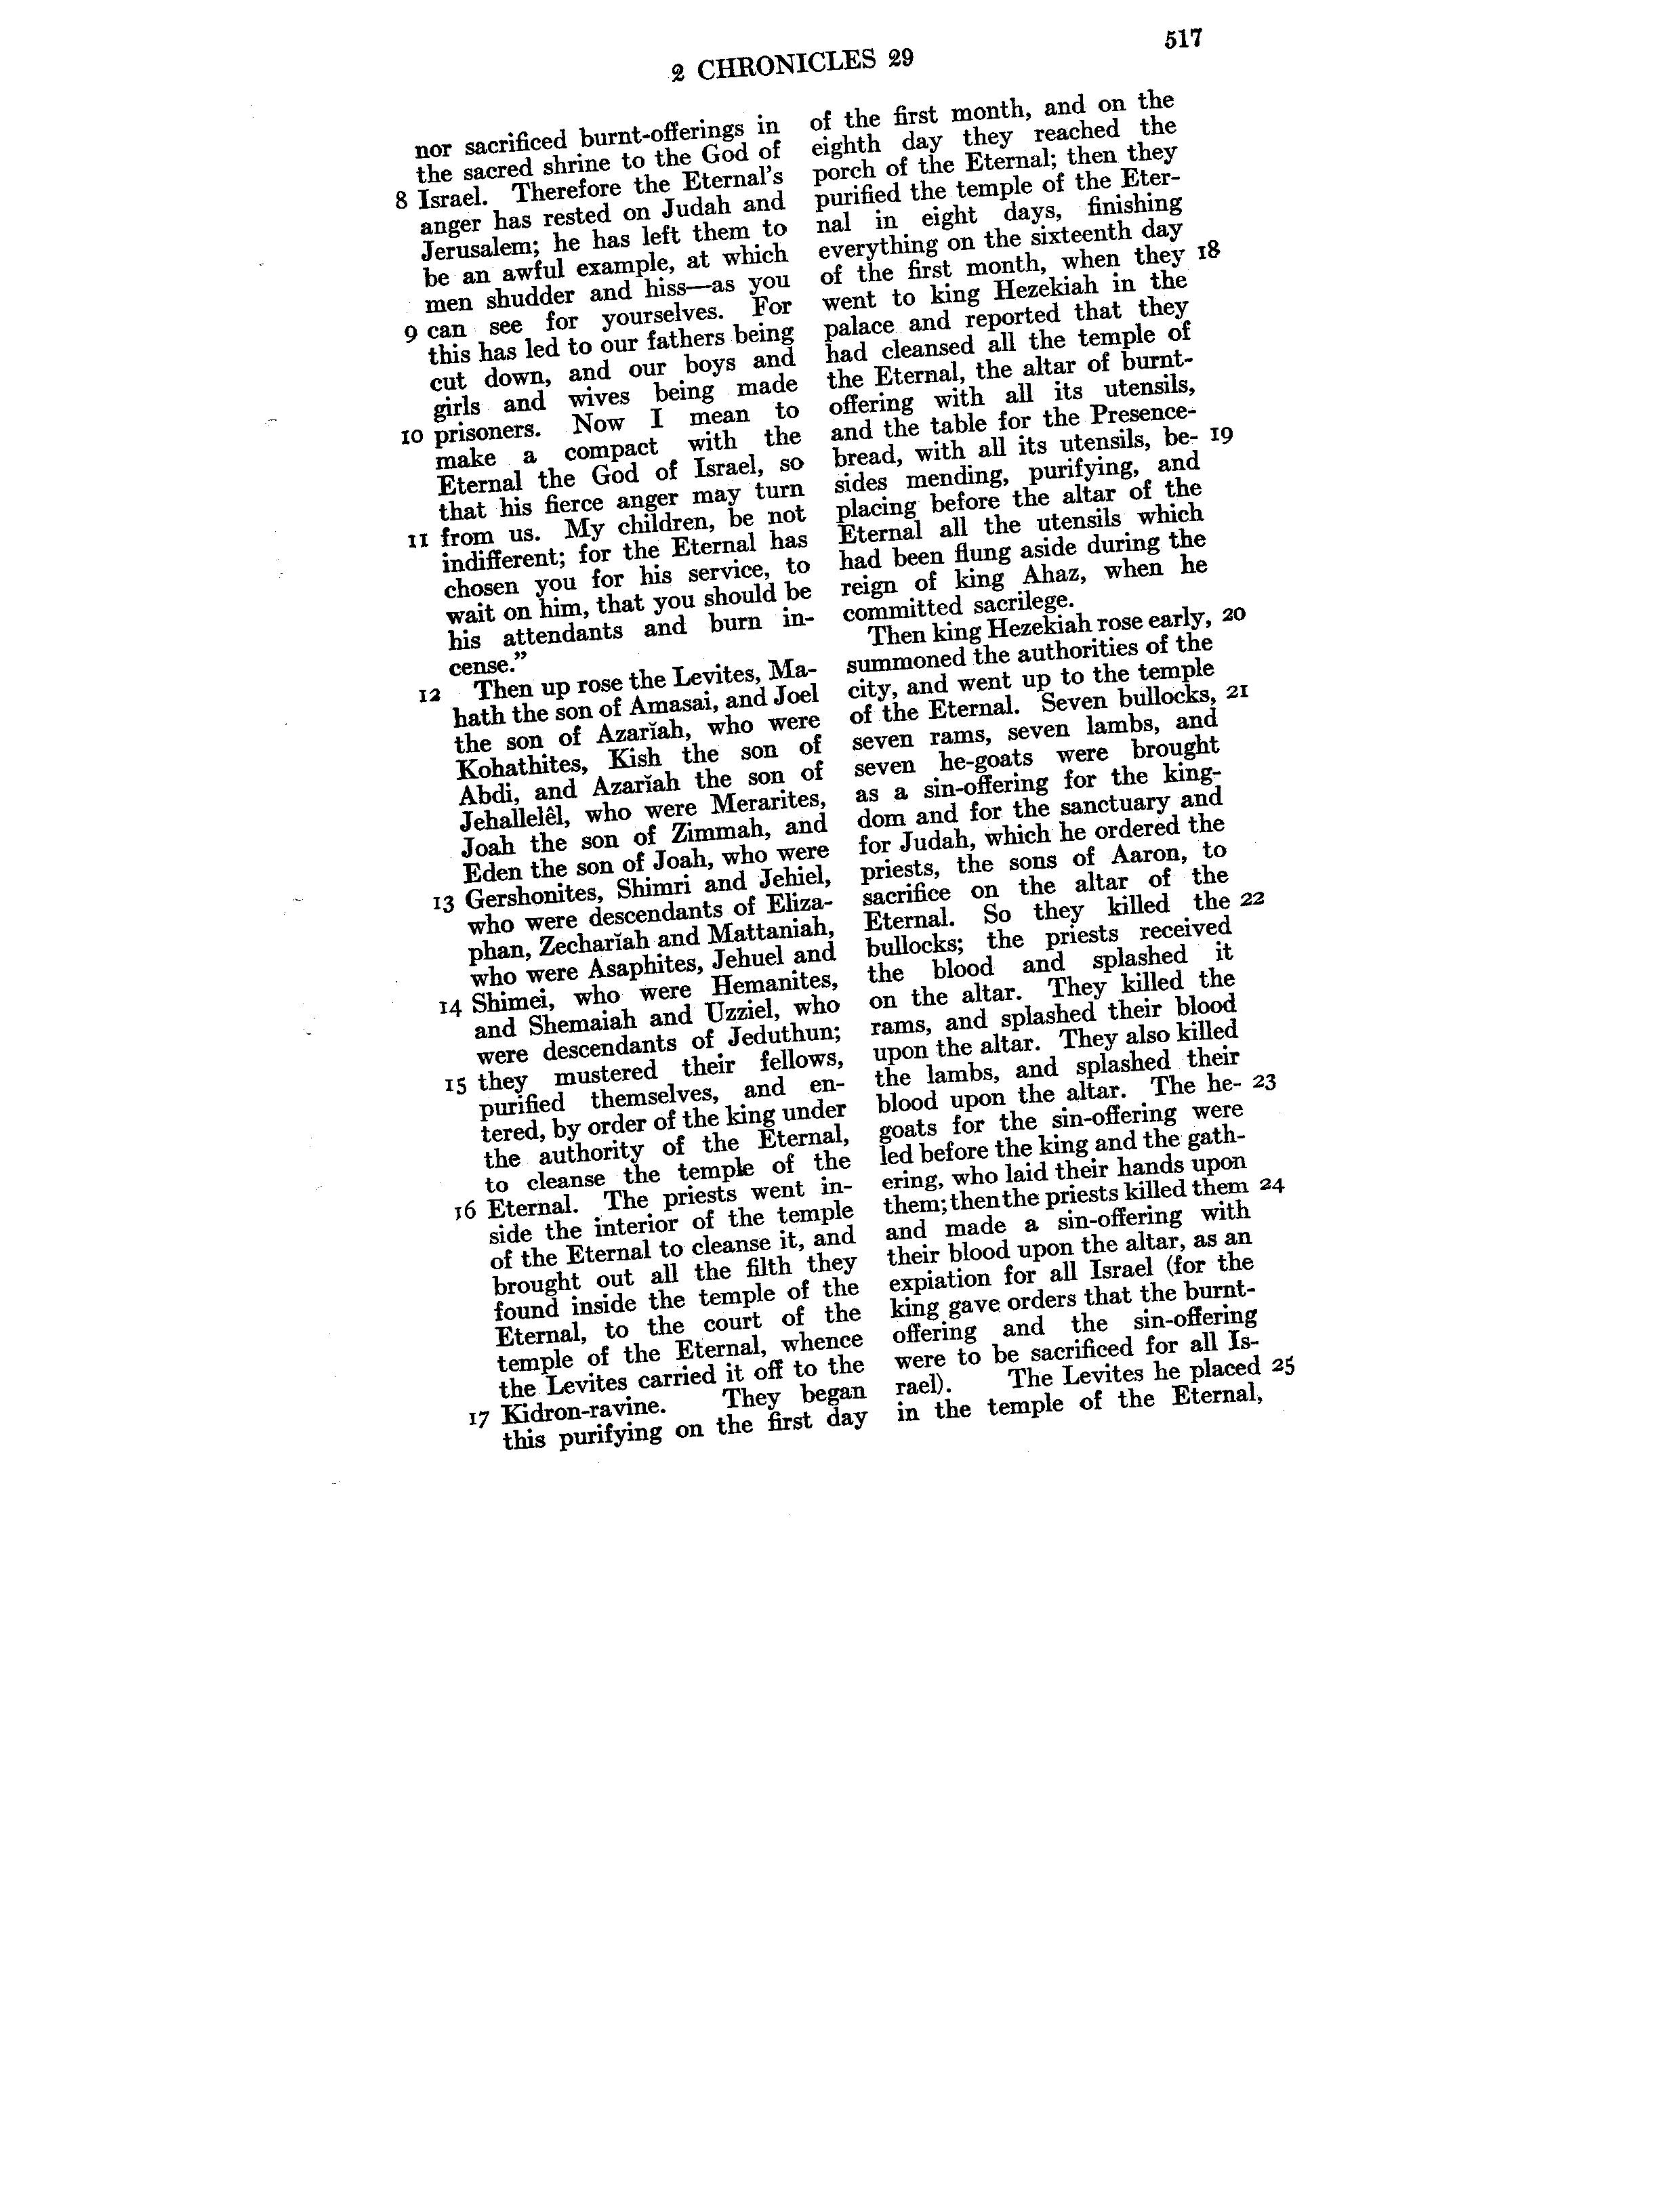 2 CHRONICLES 29
517
nor sacrificed burnt-offerings in
the sacred shrine to the God of
8 Israel. Therefore the Eternal's
anger has rested on Judah and
Jerusalem; he has left them to
be an awful example, at which
men shudder and hiss—as you
9 can see for yourselves. For
this has led to our fathers being
cut down, and our boys and
girls and wives being made
10 prisoners. Now I mean to
make a compact with the
Eternal the God of Israel, so
that his fierce anger may turn
11 from us. My children, be not
indifferent; for the Eternal has
chosen you for his service, to
wait on him, that you should be
his attendants and burn in-
cense.”
12 Then up rose the Levites, Ma-
hath the son of Amasai, and Joel
the son of Azarĭah, who were
Kohathites, Kish the son of
Abdi, and Azarĭah the son of
Jehallelêl, who were Merarites,
Joah the son of Zimmah, and
Eden the son of Joah, who were
13 Gershonites, Shimri and Jehiel,
who were descendants of Eliza-
phan, Zecharĭah and Mattaniah,
who were Asaphites, Jehuel and
14 Shimei, who were Hemanites,
and Shemaiah and Uzziel, who
were descendants of Jeduthun;
15 they mustered their fellows,
purified themselves, and en-
tered, by order of the king under
the authority of the Eternal,
to cleanse the temple of the
16 Eternal. The priests went in-
side the interior of the temple
of the Eternal to cleanse it, and
brought out all the filth they
found inside the temple of the
Eternal, to the court of the
temple of the Eternal, whence
the Levites carried it off to the
17 Kidron-ravine. They began
this purifying on the first day
of the first month, and on the
eighth day they reached the
porch of the Eternal; then they
purified the temple of the Eter-
nal in eight days, finishing
everything on the sixteenth day
of the first month, when they 18
went to king Hezekiah in the
palace and reported that they
had cleansed all the temple of
the Eternal, the altar of burnt-
offering with all its utensils,
and the table for the Presence-
bread, with all its utensils, be- 19
sides mending, purifying, and
placing before the altar of the
Eternal all the utensils which
had been flung aside during the
reign of king Ahaz, when he
committed sacrilege.
Then king Hezekiah rose early, 20
summoned the authorities of the
city, and went up to the temple
of the Eternal. Seven bullocks, 21
seven rams, seven lambs, and
seven he-goats were brought
as a sin-offering for the king-
dom and for the sanctuary and
for Judah, which he ordered the
priests, the sons of Aaron, to
sacrifice on the altar of the
Eternal. So they killed the 22
bullocks; the priests received
the blood and splashed it
on the altar. They killed the
rams, and splashed their blood
upon the altar. They also killed
the lambs, and splashed their
blood upon the altar. The he- 23
goats for the sin-offering were
led before the king and the gath-
ering, who laid their hands upon
them; then the priests killed them 24
and made a sin-offering with
their blood upon the altar, as an
expiation for all Israel (for the
king gave orders that the burnt-
offering and the sin-offering
were to be sacrificed for all Is-
rael). The Levites he placed 25
in the temple of the Eternal,